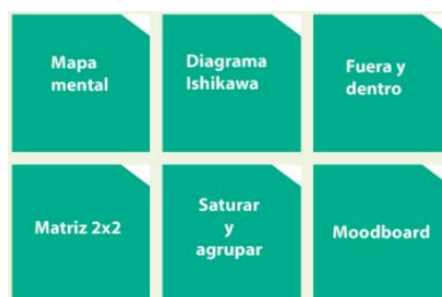 Mapa
mental
Diagrama
Ishikawa
Fuera y
dentro
Matriz 2x2
Saturar
y
agrupar
Moodboard